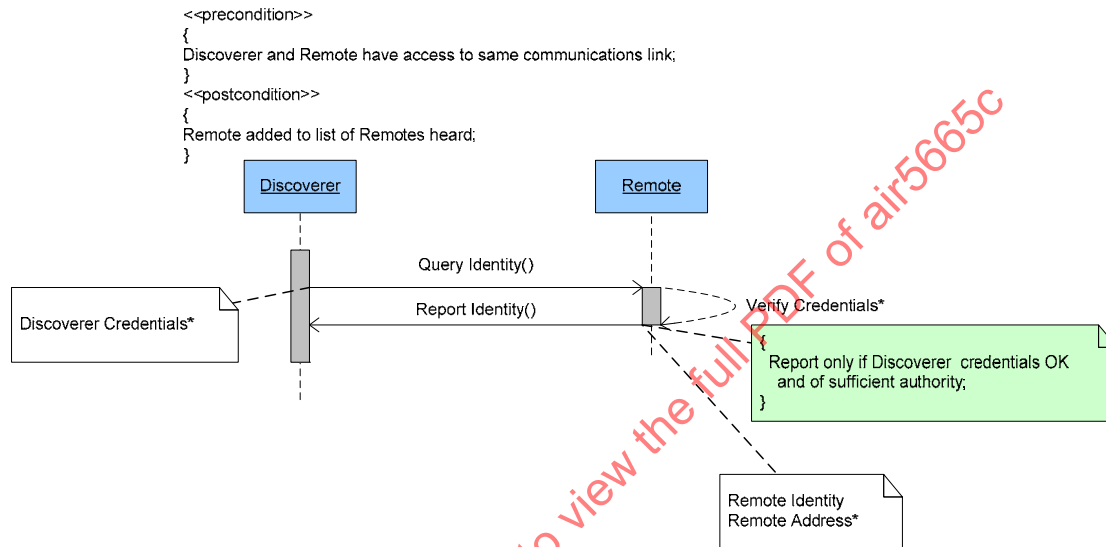 <<precondition>>
{
Discoverer and Remote have access to same communications link;
}
<<postcondition>>
{
Remote added to list of Remotes heard;
}
Discoverer
Remote
Query Identity()
Report Identity()
Verify Credentials*
Discoverer Credentials*
{
Report only if Discoverer credentials OK
and of sufficient authority;
}
Remote Identity
Remote Address*
to view the full PDF of air5665c